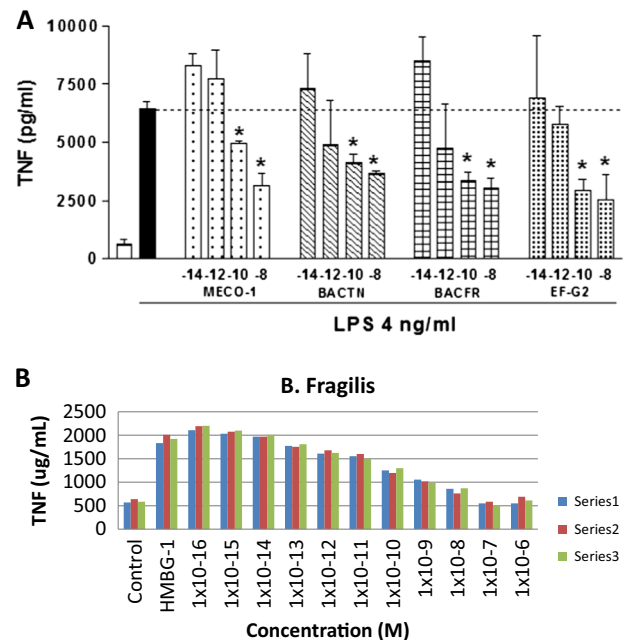 A
TNF (pg/ml)
10000
7500
5000
2500
0
* * * * * * * *
-14 -12 -10 -8 -14 -12 -10 -8 -14 -12 -10 -8 -14 -12 -10 -8
MECO-1 BACTN BACFR EF-G2
LPS 4 ng/ml
B
B. Fragilis
TNF (ug/mL)
2500
2000
1500
1000
500
0
Control
HMBG-1
1x10-16
1x10-15
1x10-14
1x10-13
1x10-12
1x10-11
1x10-10
1x10-9
1x10-8
1x10-7
1x10-6
Concentration (M)
Series1
Series2
Series3